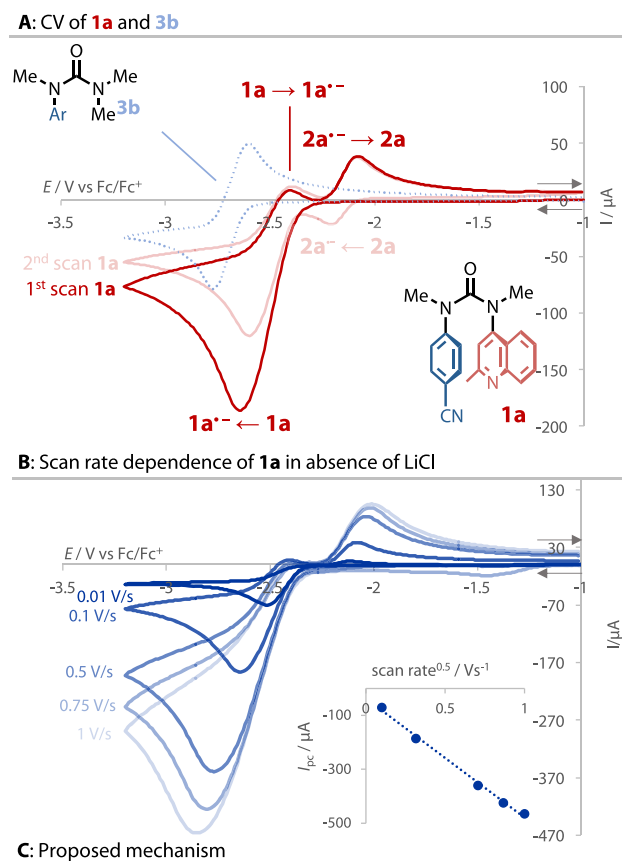 A: CV of 1a and 3b
O
Me
N
N
Me
Ar
Me
3b
1a → 1a•−
2a•− → 2a
E / V vs Fc/Fc+
-3.5
-3
-2.5
-2
-1.5
-1
100
50
0
-50
-100
-150
-200
I / µA
2nd scan 1a
1st scan 1a
2a− ← 2a
1a•− ← 1a
O
Me
N
N
Me
N
CN
1a
B: Scan rate dependence of 1a in absence of LiCl
E / V vs Fc/Fc+
-3.5
-3
-2.5
-2
-1.5
-1
130
30
-70
-170
-270
-370
-470
I/µA
0.01 V/s
0.1 V/s
0.5 V/s
0.75 V/s
1 V/s
scan rate0.5 / Vs-1
0
0.5
1
-100
-300
-500
Ipc / µA
C: Proposed mechanism